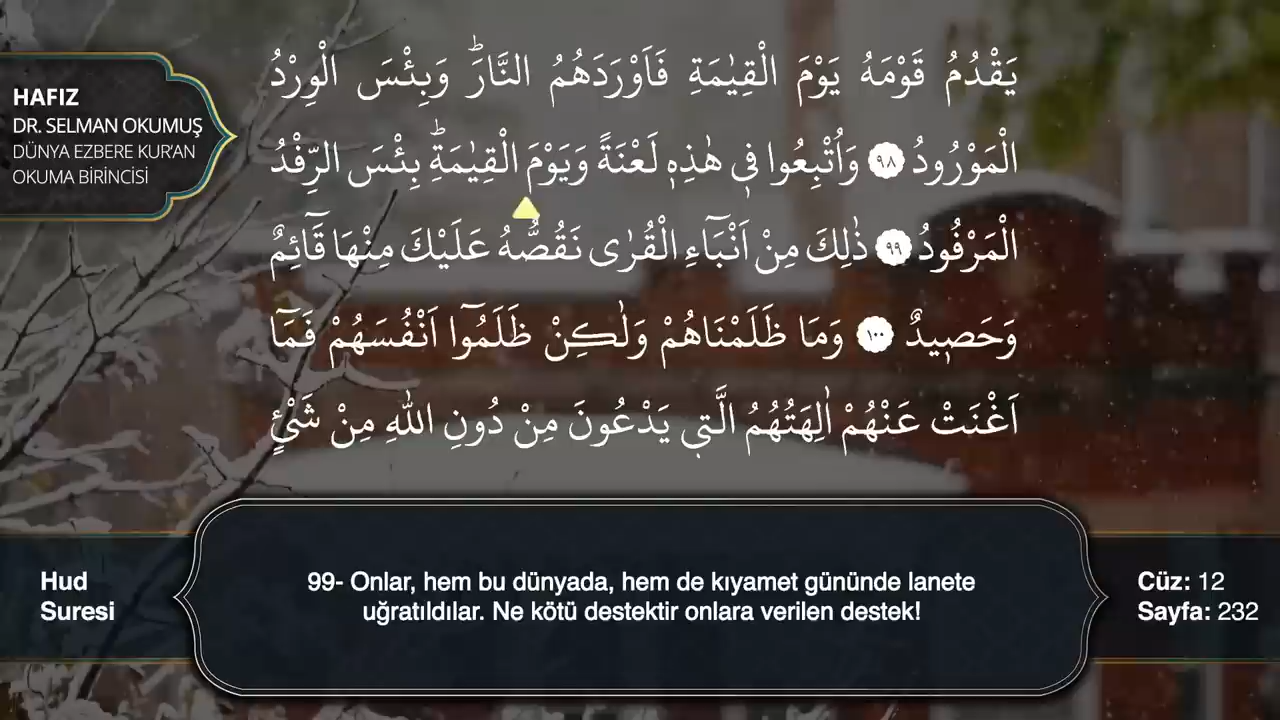 HAFIZ
DR. SELMAN OKUMUŞ
DÜNYA EZBERE KUR'AN
OKUMA BİRİNCİSİ
يَقْدُمُ قَوْمَهُ يَوْمَ الْقِيٰمَةِ فَاَوْرَدَهُمُ النَّارَۜ وَبِئْسَ الْوِرْدُ
الْمَوْرُودُ ﴿٩٨﴾ وَاُتْبِعُوا ف۪ي هٰذِه۪ لَعْنَةً وَيَوْمَ الْقِيٰمَةِۜ بِئْسَ الرِّفْدُ
الْمَرْفُودُ ﴿٩٩﴾ ذٰلِكَ مِنْ اَنْبَٓاءِ الْقُرٰى نَقُصُّهُ عَلَيْكَ مِنْهَا قَٓائِمٌ
وَحَص۪يدٌ ﴿١٠٠﴾ وَمَا ظَلَمْنَاهُمْ وَلٰكِنْ ظَلَمُٓوا اَنْفُسَهُمْ فَمَٓا
اَغْنَتْ عَنْهُمْ اٰلِهَتُهُمُ الَّت۪ي يَدْعُونَ مِنْ دُونِ اللّٰهِ مِنْ شَيْءٍ
Hud
Suresi
99- Onlar, hem bu dünyada, hem de kıyamet gününde lanete
uğratıldılar. Ne kötü destektir onlara verilen destek!
Cüz: 12
Sayfa: 232